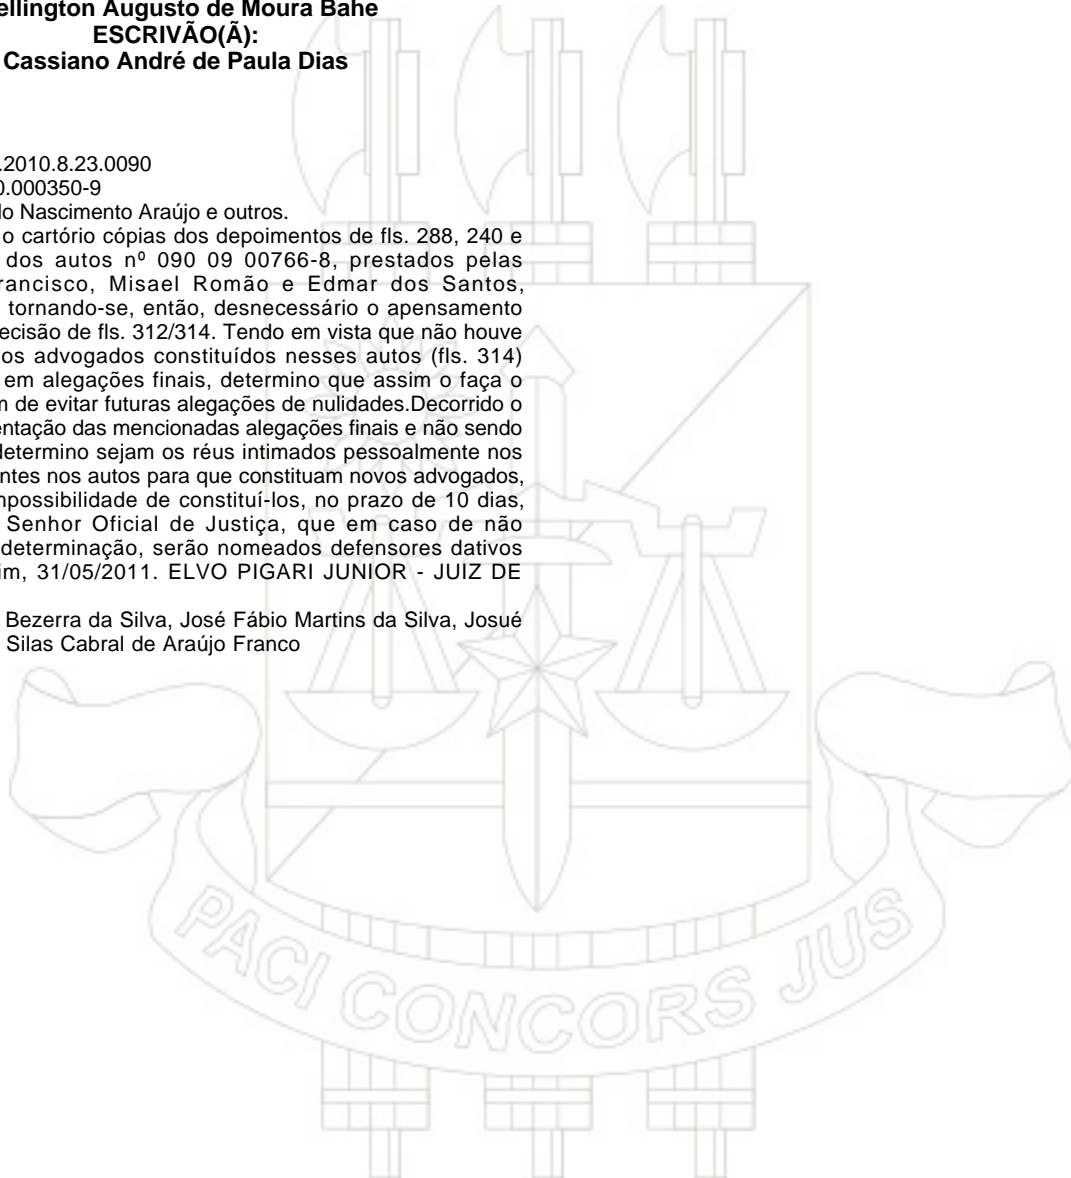 ellington Augusto de Moura Bahe
ESCRIVÃO(Ã):
Cassiano André de Paula Dias
.2010.8.23.0090
0.000350-9
do Nascimento Araújo e outros.
o cartório cópias dos depoimentos de fls. 288, 240 e
dos autos nº 090 09 00766-8, prestados pelas
rancisco, Misael Romão e Edmar dos Santos,
tornando-se, então, desnecessário o apensamento
ecisão de fls. 312/314. Tendo em vista que não houve
os advogados constituídos nesses autos (fls. 314)
em alegações finais, determino que assim o faça o
m de evitar futuras alegações de nulidades.Decorrido o
entação das mencionadas alegações finais e não sendo
determino sejam os réus intimados pessoalmente nos
antes nos autos para que constituam novos advogados,
mpossibilidade de constituí-los, no prazo de 10 dias,
Senhor Oficial de Justiça, que em caso de não
determinação, serão nomeados defensores dativos
im, 31/05/2011. ELVO PIGARI JUNIOR - JUIZ DE
Bezerra da Silva, José Fábio Martins da Silva, Josué
Silas Cabral de Araújo Franco
PACI CONCORS JUS